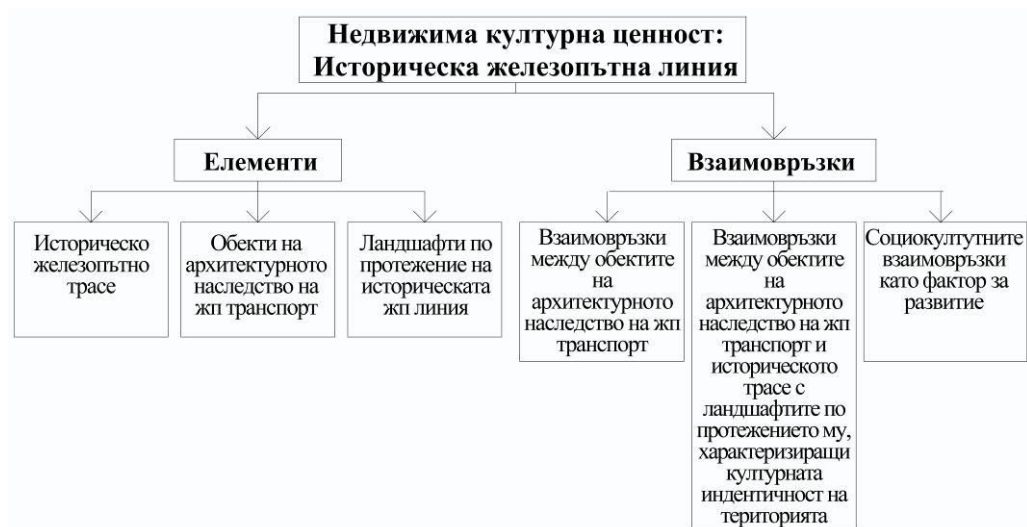 Недвижима културна ценност:
Историческа железопътна линия
Елементи
Взаимовръзки
Историческо
железопътно
трасе
Обекти на
архитектурното
наследство на
жп транспорт
Ландшафти по
протежение на
историческата
жп линия
Взаимовръзки
между обектите
на
архитектурното
наследство на жп
транспорт
Взаимовръзки
между обектите
на
архитектурното
наследство на жп
транспорт и
историческото
трасе с
ландшафтите по
протежението му,
характеризиращи
културната
индентичност на
територията
Социокултутните
взаимовръзки
като фактор за
развитие